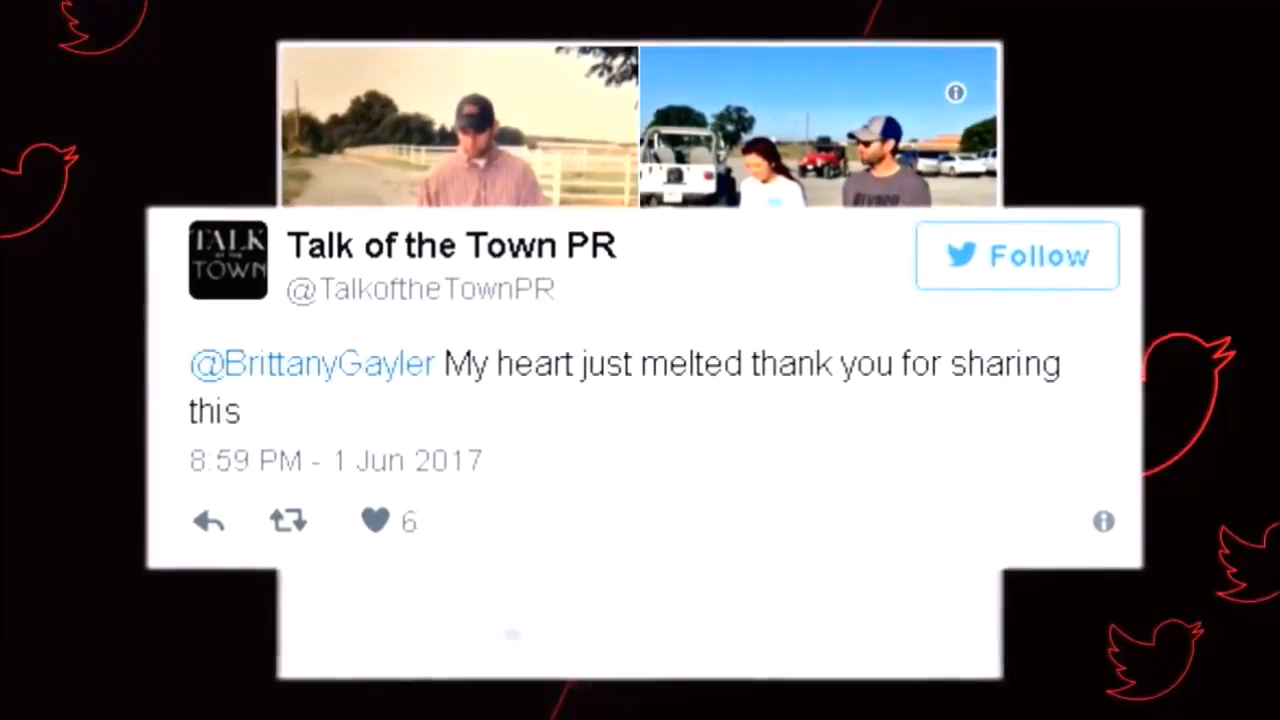 TALK
OF THE
TOWN
Talk of the Town PR
@TalkoftheTownPR
Follow
@BrittanyGayler My heart just melted thank you for sharing
this
8:59 PM - 1 Jun 2017
6